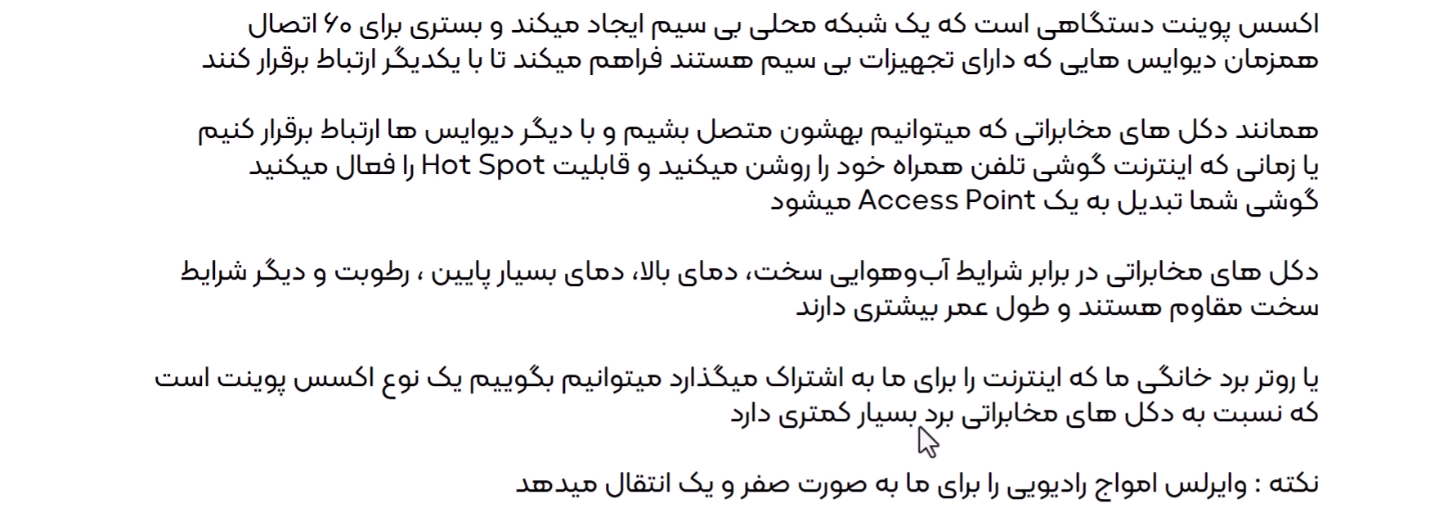 اکسس پوینت دستگاهی است که یک شبکه محلی بی سیم ایجاد میکند و بستری برای ۶۰ اتصال
همزمان دیوایس هایی که دارای تجهیزات بی سیم هستند فراهم میکند تا با یکدیگر ارتباط برقرار کنند
همانند دکل های مخابراتی که میتوانیم بهشون متصل بشیم و با دیگر دیوایس ها ارتباط برقرار کنیم
یا زمانی که اینترنت گوشی تلفن همراه خود را روشن میکنید و قابلیت Hot Spot را فعال میکنید
گوشی شما تبدیل به یک Access Point میشود
دکل های مخابراتی در برابر شرایط آب‌وهوایی سخت، دمای بالا، دمای بسیار پایین ، رطوبت و دیگر شرایط
سخت مقاوم هستند و طول عمر بیشتری دارند
یا روتر برد خانگی ما که اینترنت را برای ما به اشتراک میگذارد میتوانیم بگوییم یک نوع اکسس پوینت است
که نسبت به دکل های مخابراتی برد بسیار کمتری دارد
نکته : وایرلس امواج رادیویی را برای ما به صورت صفر و یک انتقال میدهد